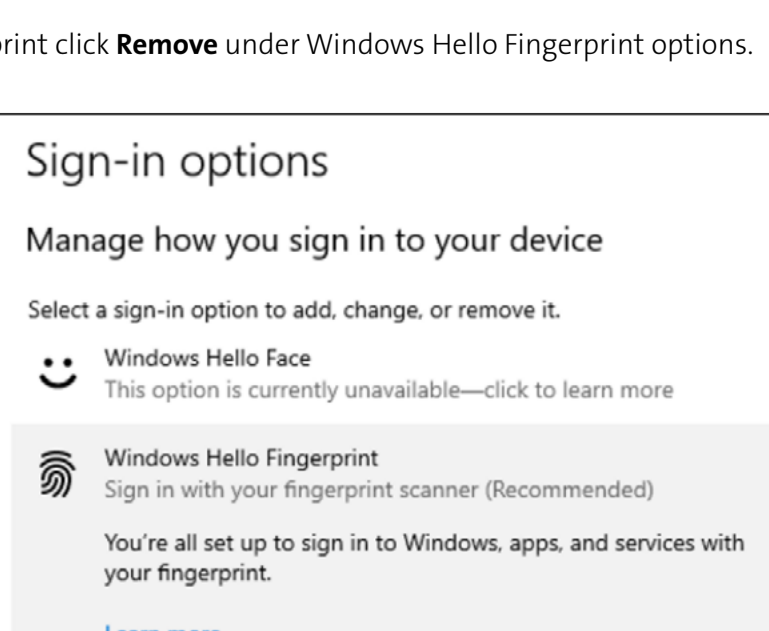 print click Remove under Windows Hello Fingerprint options.
Sign-in options
Manage how you sign in to your device
Select a sign-in option to add, change, or remove it.
Windows Hello Face
This option is currently unavailable—click to learn more
Windows Hello Fingerprint
Sign in with your fingerprint scanner (Recommended)
You're all set up to sign in to Windows, apps, and services with
your fingerprint.
Learn more